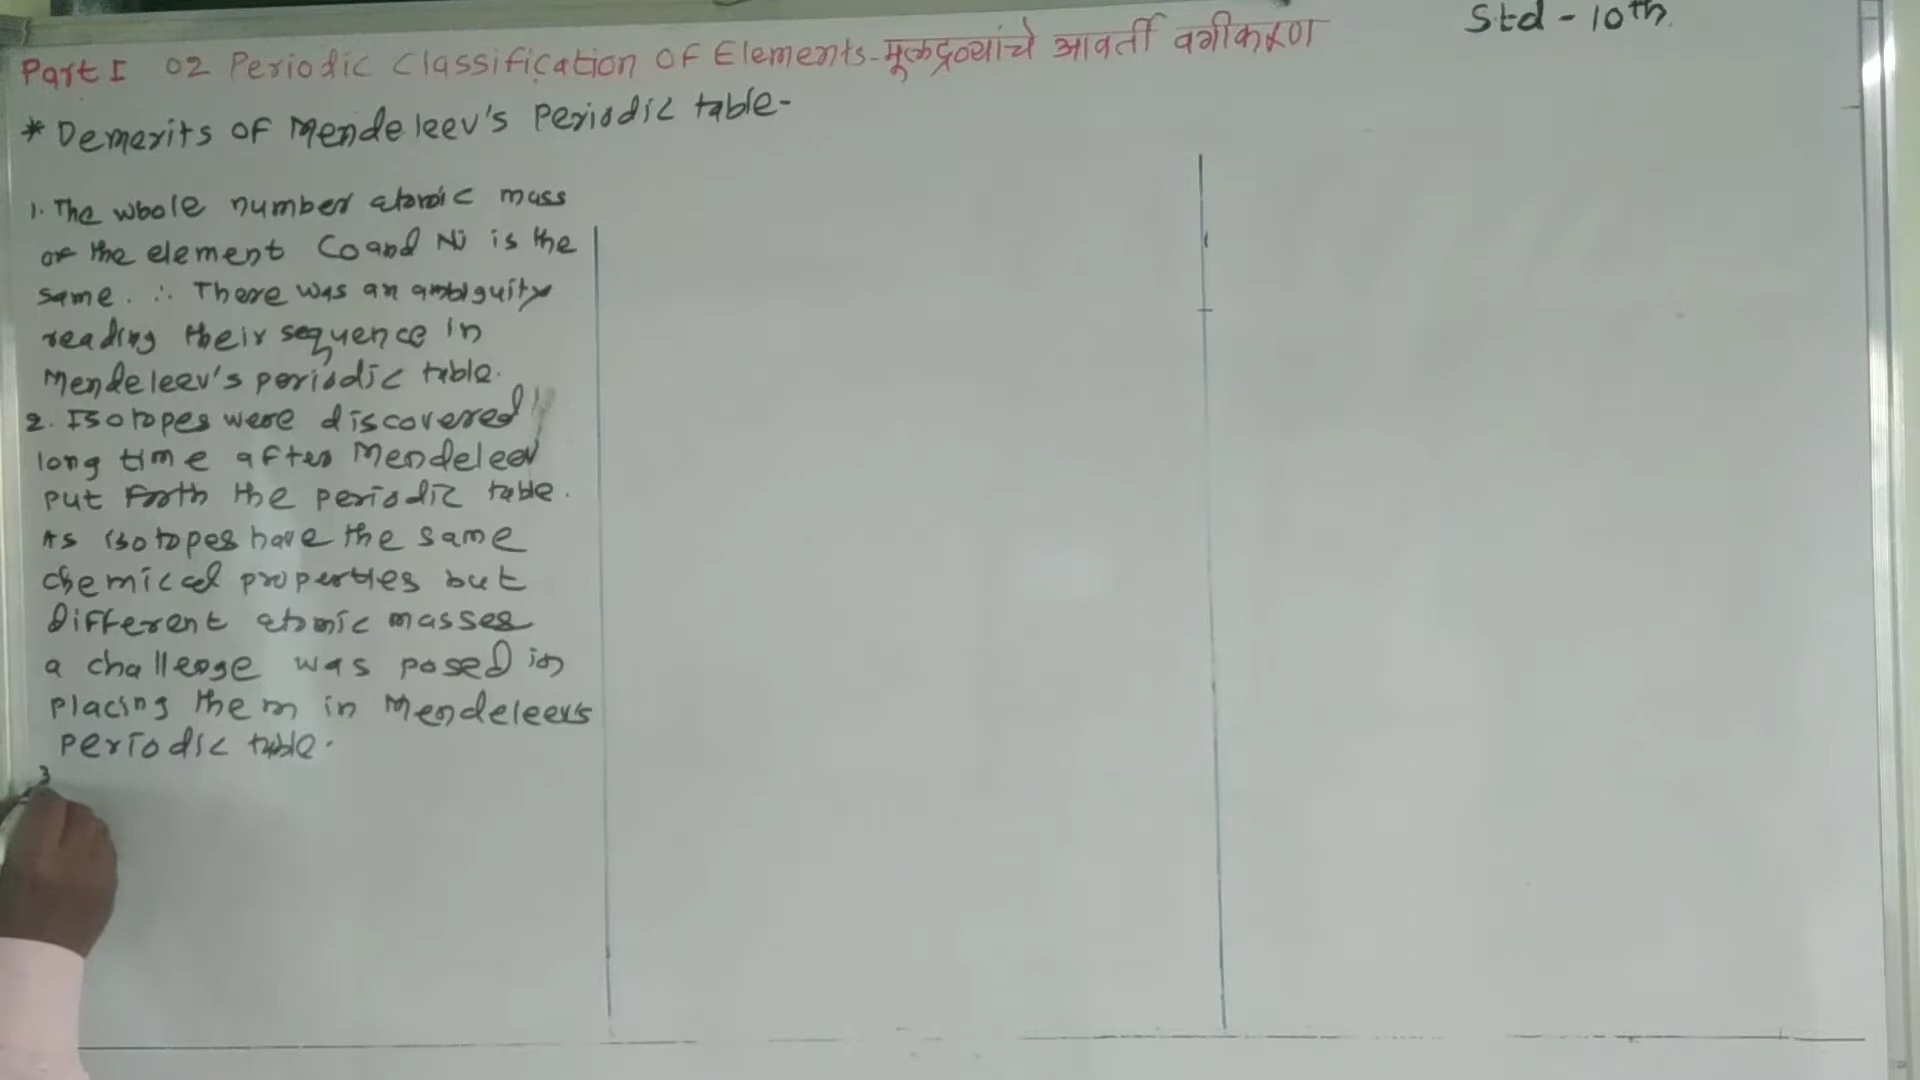 Part I 02 Periodic Classification Of Elements-मूलद्रव्यांचे आवर्ती वर्गीकरण
Std - 10th.
* Demerits of Mendeleev's Periodic table-
1. The whole number atomic mass
of the element Co and Ni is the
same. ∴ There was an ambiguity
reading their sequence in
Mendeleev's periodic table.
2. Isotopes were discovered
long time after Mendeleev
put forth the periodic table.
As isotopes have the same
chemical properties but
different atomic masses
a challenge was posed in
placing them in Mendeleev's
periodic table.
3